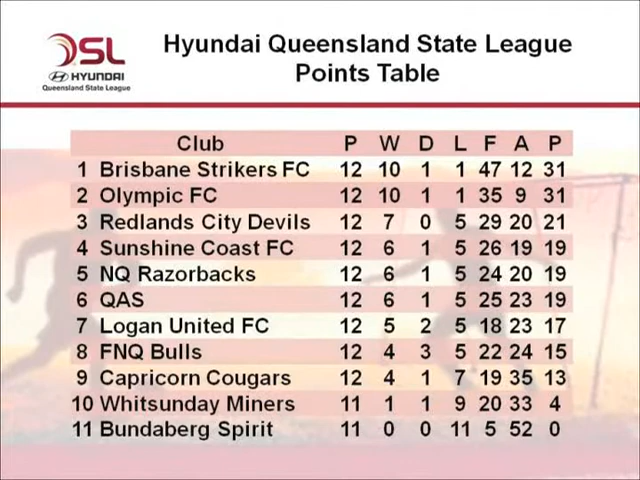 QSL
HYUNDAI
Queensland State League
Hyundai Queensland State League
Points Table
Club P W D L F A P
1 Brisbane Strikers FC 12 10 1 1 47 12 31
2 Olympic FC 12 10 1 1 35 9 31
3 Redlands City Devils 12 7 0 5 29 20 21
4 Sunshine Coast FC 12 6 1 5 26 19 19
5 NQ Razorbacks 12 6 1 5 24 20 19
6 QAS 12 6 1 5 25 23 19
7 Logan United FC 12 5 2 5 18 23 17
8 FNQ Bulls 12 4 3 5 22 24 15
9 Capricorn Cougars 12 4 1 7 19 35 13
10 Whitsunday Miners 11 1 1 9 20 33 4
11 Bundaberg Spirit 11 0 0 11 5 52 0